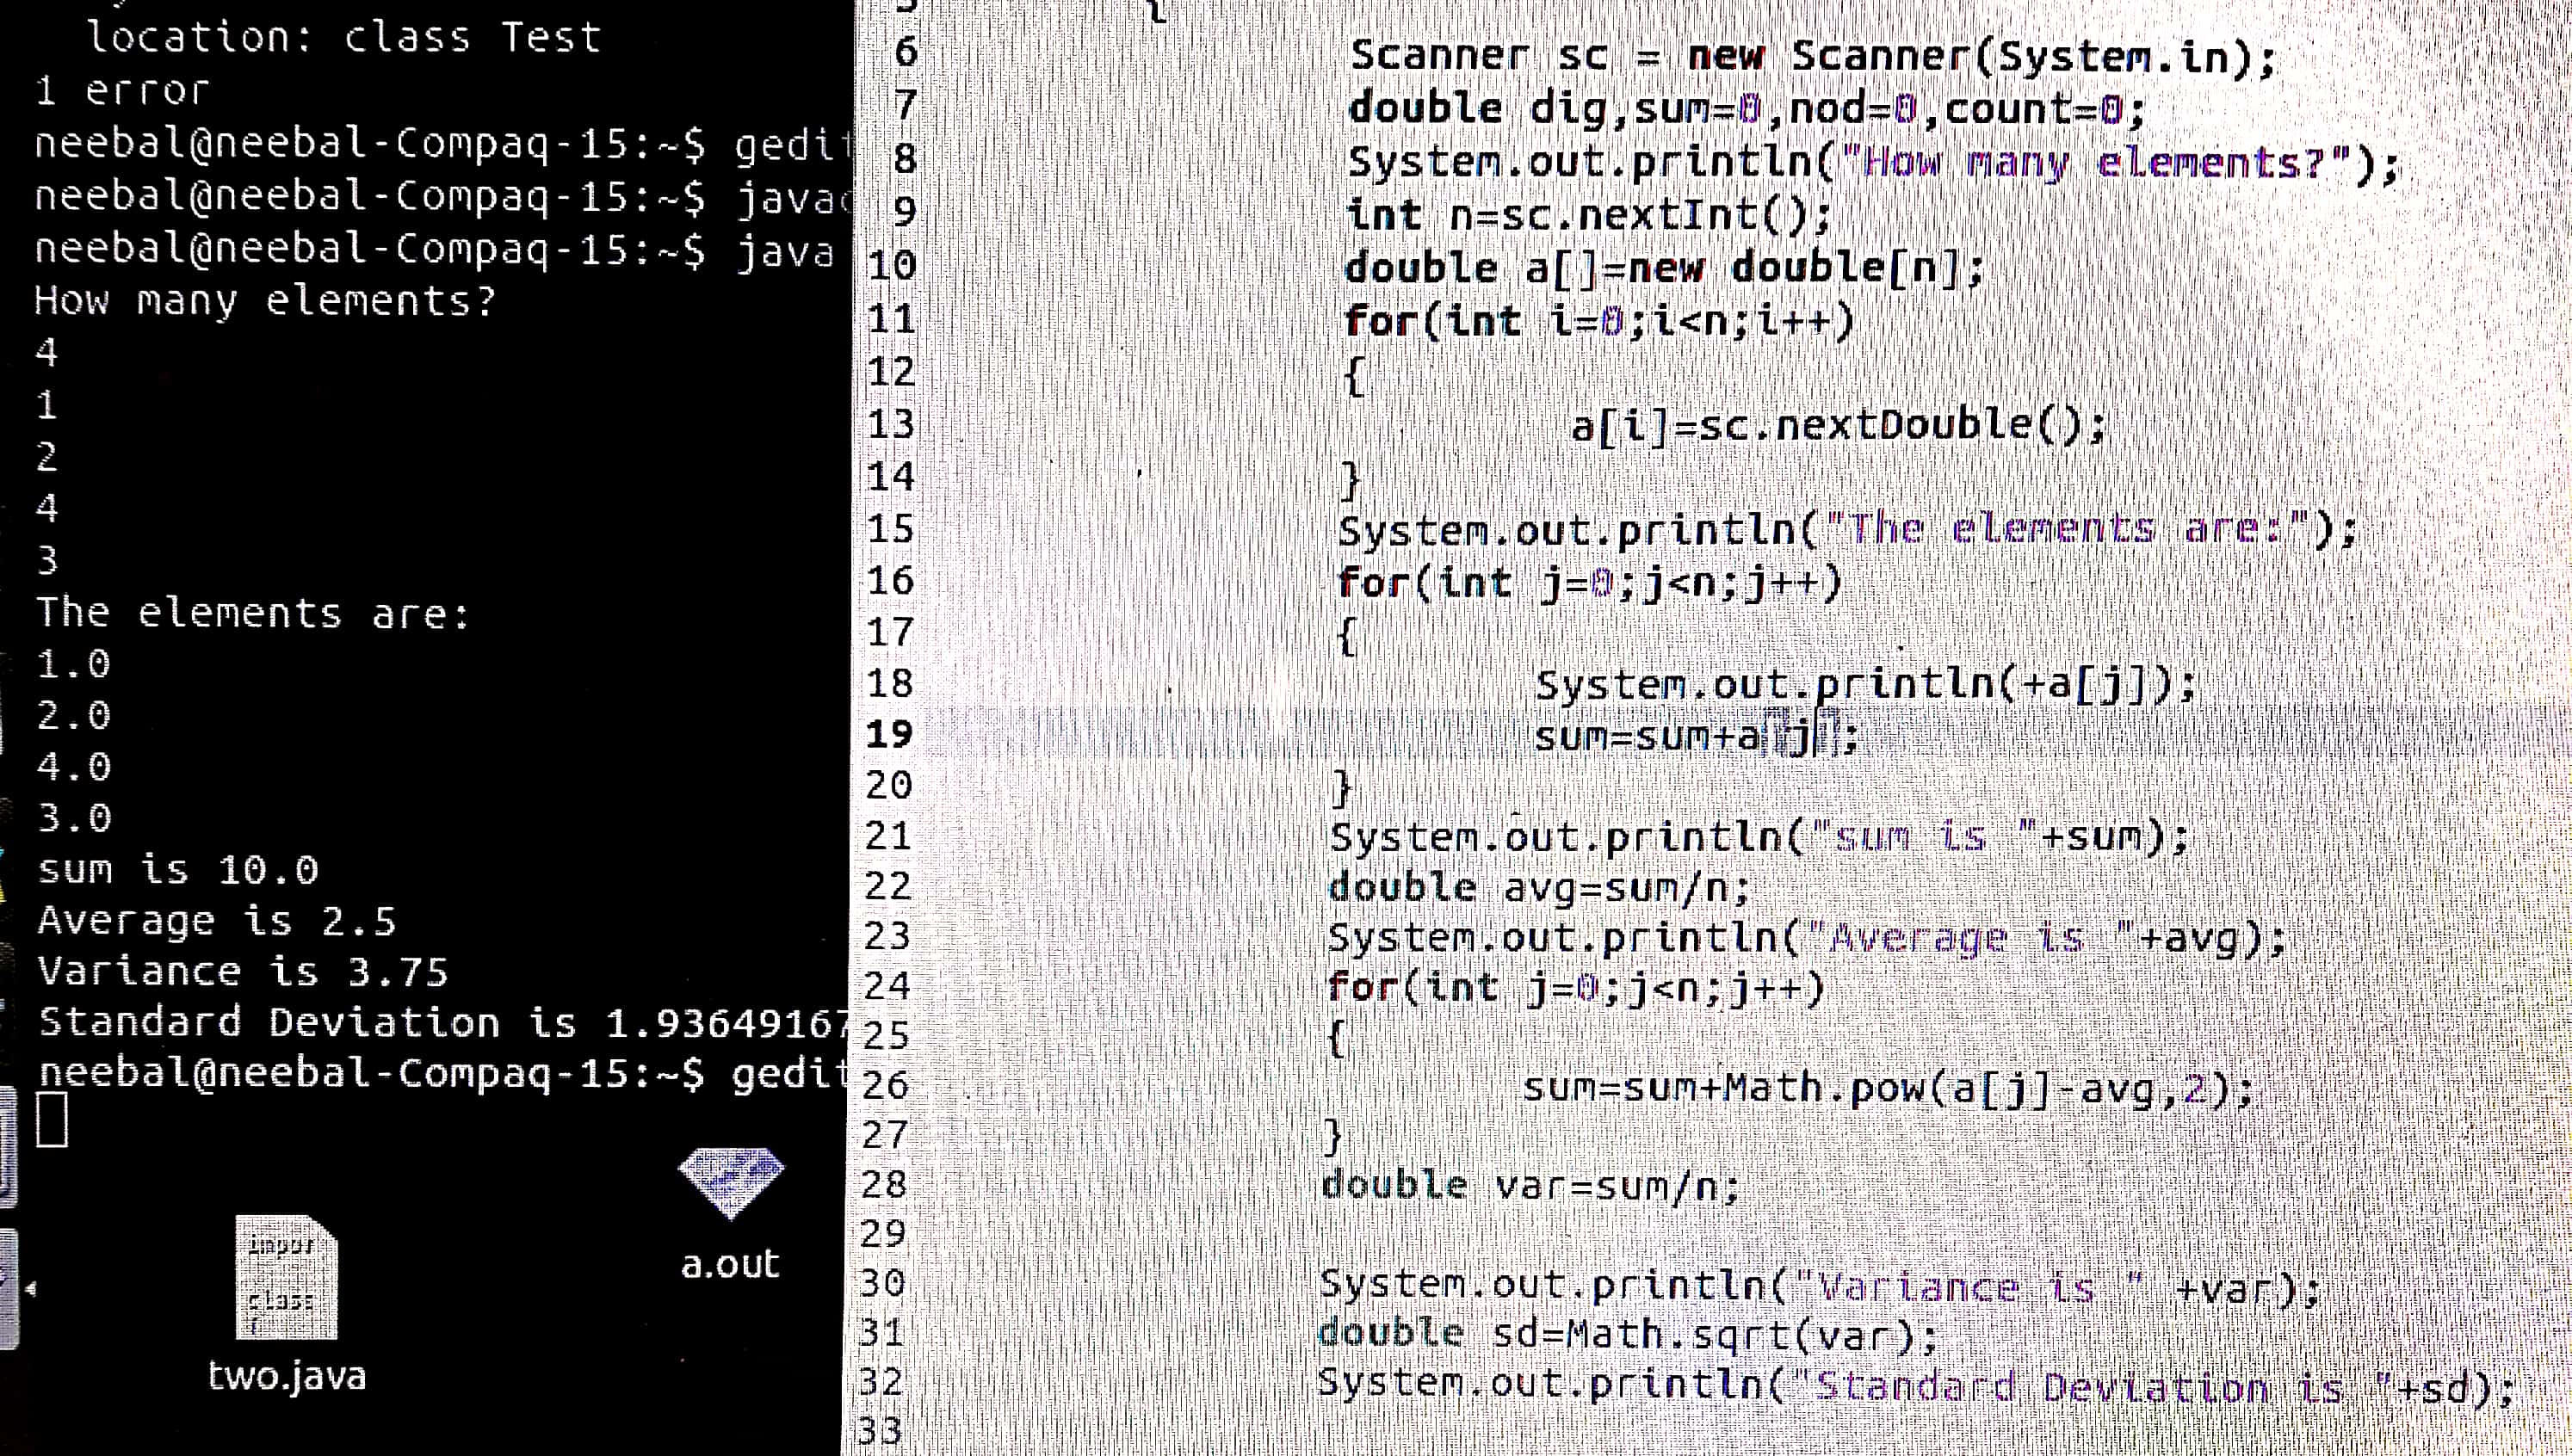 location: class Test
1 error
neebal@neebal-Compaq-15:~$ gedit
neebal@neebal-Compaq-15:~$ javac
neebal@neebal-Compaq-15:~$ java
How many elements?
4
1
2
4
3
The elements are:
1.0
2.0
4.0
3.0
sum is 10.0
Average is 2.5
Variance is 3.75
Standard Deviation is 1.93649167
neebal@neebal-Compaq-15:~$ gedit
impor
class
{
two.java
a.out
5 {
6 Scanner sc = new Scanner(System.in);
7 double dig,sum=0,nod=0,count=0;
8 System.out.println("How many elements?");
9 int n=sc.nextInt();
10 double a[]=new double[n];
11 for(int i=0;i<n;i++)
12 {
13 a[i]=sc.nextDouble();
14 }
15 System.out.println("The elements are:");
16 for(int j=0;j<n;j++)
17 {
18 System.out.println(+a[j]);
19 sum=sum+a[j];
20 }
21 System.out.println("sum is "+sum);
22 double avg=sum/n;
23 System.out.println("Average is "+avg);
24 for(int j=0;j<n;j++)
25 {
26 sum=sum+Math.pow(a[j]-avg,2);
27 }
28 double var=sum/n;
29
30 System.out.println("Variance is " +var);
31 double sd=Math.sqrt(var);
32 System.out.println("Standard Deviation is "+sd);
33